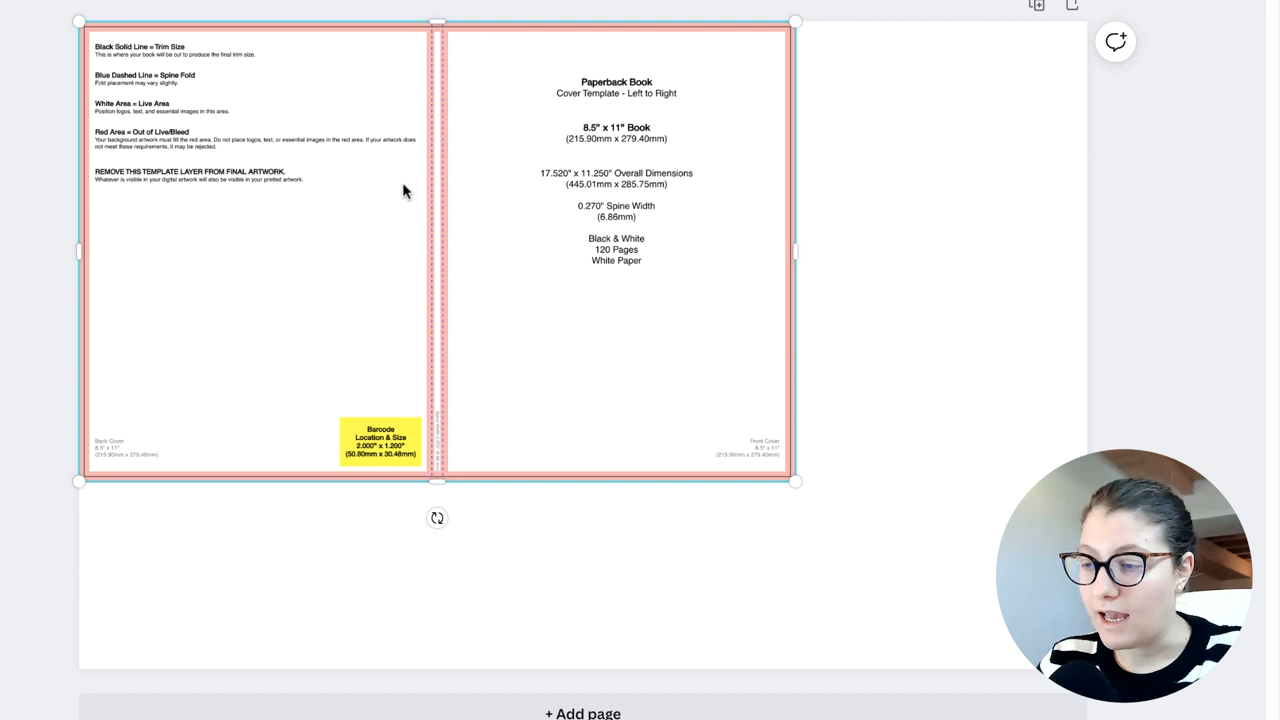 Black Solid Line = Trim Size
This is where your book will be cut to produce the final trim size.
Blue Dashed Line = Spine Fold
Fold placement may vary slightly.
White Area = Live Area
Position logos, text, and essential images in this area.
Red Area = Out of Live/Bleed
Your background artwork must fill the red area. Do not place logos, text, or essential images in the red area. If your artwork does
not meet these requirements, it may be rejected.
REMOVE THIS TEMPLATE LAYER FROM FINAL ARTWORK.
Whatever is visible in your digital artwork will also be visible in your printed artwork.
Back Cover
8.5" x 11"
(215.90mm x 279.40mm)
Barcode
Location & Size
2.000" x 1.200"
(50.80mm x 30.48mm)
Paperback Book
Cover Template - Left to Right
8.5" x 11" Book
(215.90mm x 279.40mm)
17.520" x 11.250" Overall Dimensions
(445.01mm x 285.75mm)
0.270" Spine Width
(6.86mm)
Black & White
120 Pages
White Paper
Front Cover
8.5" x 11"
(215.90mm x 279.40mm)
+ Add page